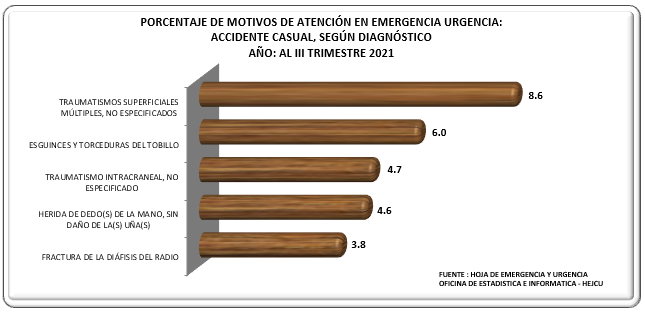 PORCENTAJE DE MOTIVOS DE ATENCIÓN EN EMERGENCIA URGENCIA:
ACCIDENTE CASUAL, SEGÚN DIAGNÓSTICO
AÑO: AL III TRIMESTRE 2021
TRAUMATISMOS SUPERFICIALES
MÚLTIPLES, NO ESPECIFICADOS
8.6
ESGUINCES Y TORCEDURAS DEL TOBILLO
6.0
TRAUMATISMO INTRACRANEAL, NO
ESPECIFICADO
4.7
HERIDA DE DEDO(S) DE LA MANO, SIN
DAÑO DE LA(S) UÑA(S)
4.6
FRACTURA DE LA DIÁFISIS DEL RADIO
3.8
FUENTE : HOJA DE EMERGENCIA Y URGENCIA
OFICINA DE ESTADISTICA E INFORMATICA - HEJCU